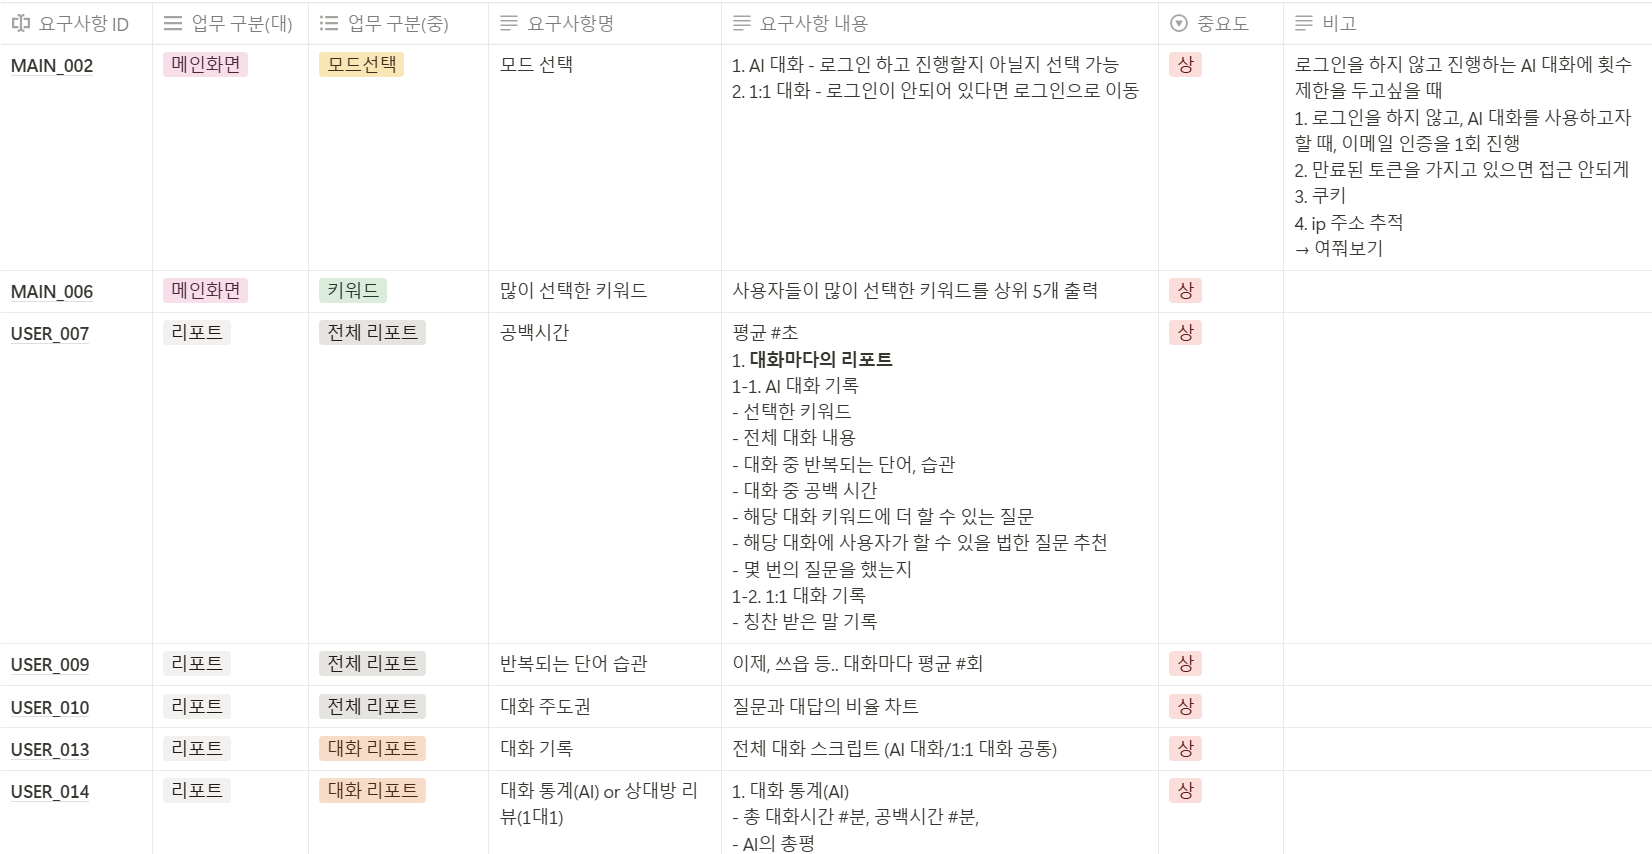 요구사항 ID 업무 구분(대) 업무 구분(중) 요구사항명 요구사항 내용 중요도 비고
MAIN_002 메인화면 모드선택 모드 선택 1. AI 대화 - 로그인 하고 진행할지 아닐지 선택 가능 상 로그인을 하지 않고 진행하는 AI 대화에 횟수
2. 1:1 대화 - 로그인이 안되어 있다면 로그인으로 이동 제한을 두고싶을 때
1. 로그인을 하지 않고, AI 대화를 사용하고자
할 때, 이메일 인증을 1회 진행
2. 만료된 토큰을 가지고 있으면 접근 안되게
3. 쿠키
4. ip 주소 추적
→ 여쭤보기
MAIN_006 메인화면 키워드 많이 선택한 키워드 사용자들이 많이 선택한 키워드를 상위 5개 출력 상
USER_007 리포트 전체 리포트 공백시간 평균 #초 상
1. 대화마다의 리포트
1-1. AI 대화 기록
- 선택한 키워드
- 전체 대화 내용
- 대화 중 반복되는 단어, 습관
- 대화 중 공백 시간
- 해당 대화 키워드에 더 할 수 있는 질문
- 해당 대화에 사용자가 할 수 있을 법한 질문 추천
- 몇 번의 질문을 했는지
1-2. 1:1 대화 기록
- 칭찬 받은 말 기록
USER_009 리포트 전체 리포트 반복되는 단어 습관 이제, 쓰읍 등.. 대화마다 평균 #회 상
USER_010 리포트 전체 리포트 대화 주도권 질문과 대답의 비율 차트 상
USER_013 리포트 대화 리포트 대화 기록 전체 대화 스크립트 (AI 대화/1:1 대화 공통) 상
USER_014 리포트 대화 리포트 대화 통계(AI) or 상대방 리 1. 대화 통계(AI) 상
뷰(1대1) - 총 대화시간 #분, 공백시간 #분,
- AI의 총평